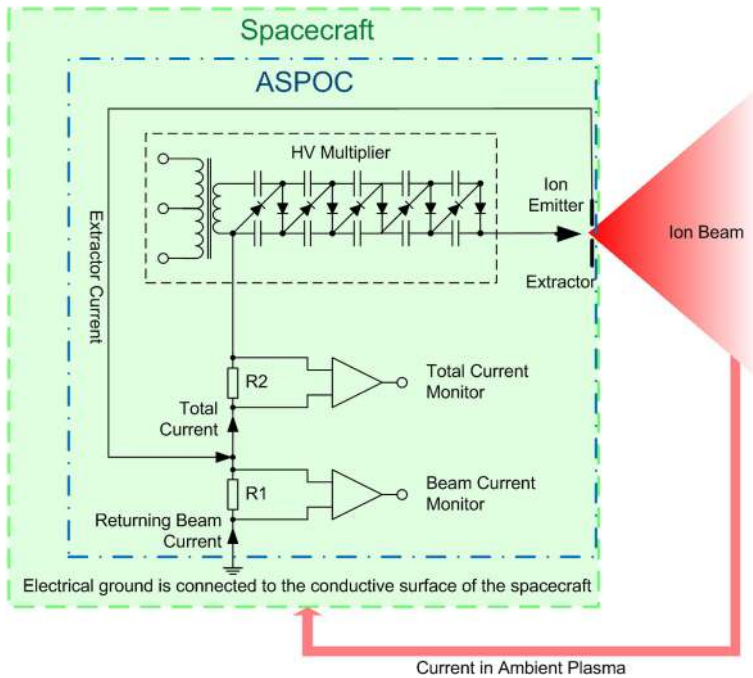 Spacecraft
ASPOC
HV Multiplier
Ion
Emitter
Ion Beam
Extractor
Extractor Current
R2
Total Current
Monitor
Total
Current
R1
Beam Current
Monitor
Returning Beam
Current
Electrical ground is connected to the conductive surface of the spacecraft
Current in Ambient Plasma